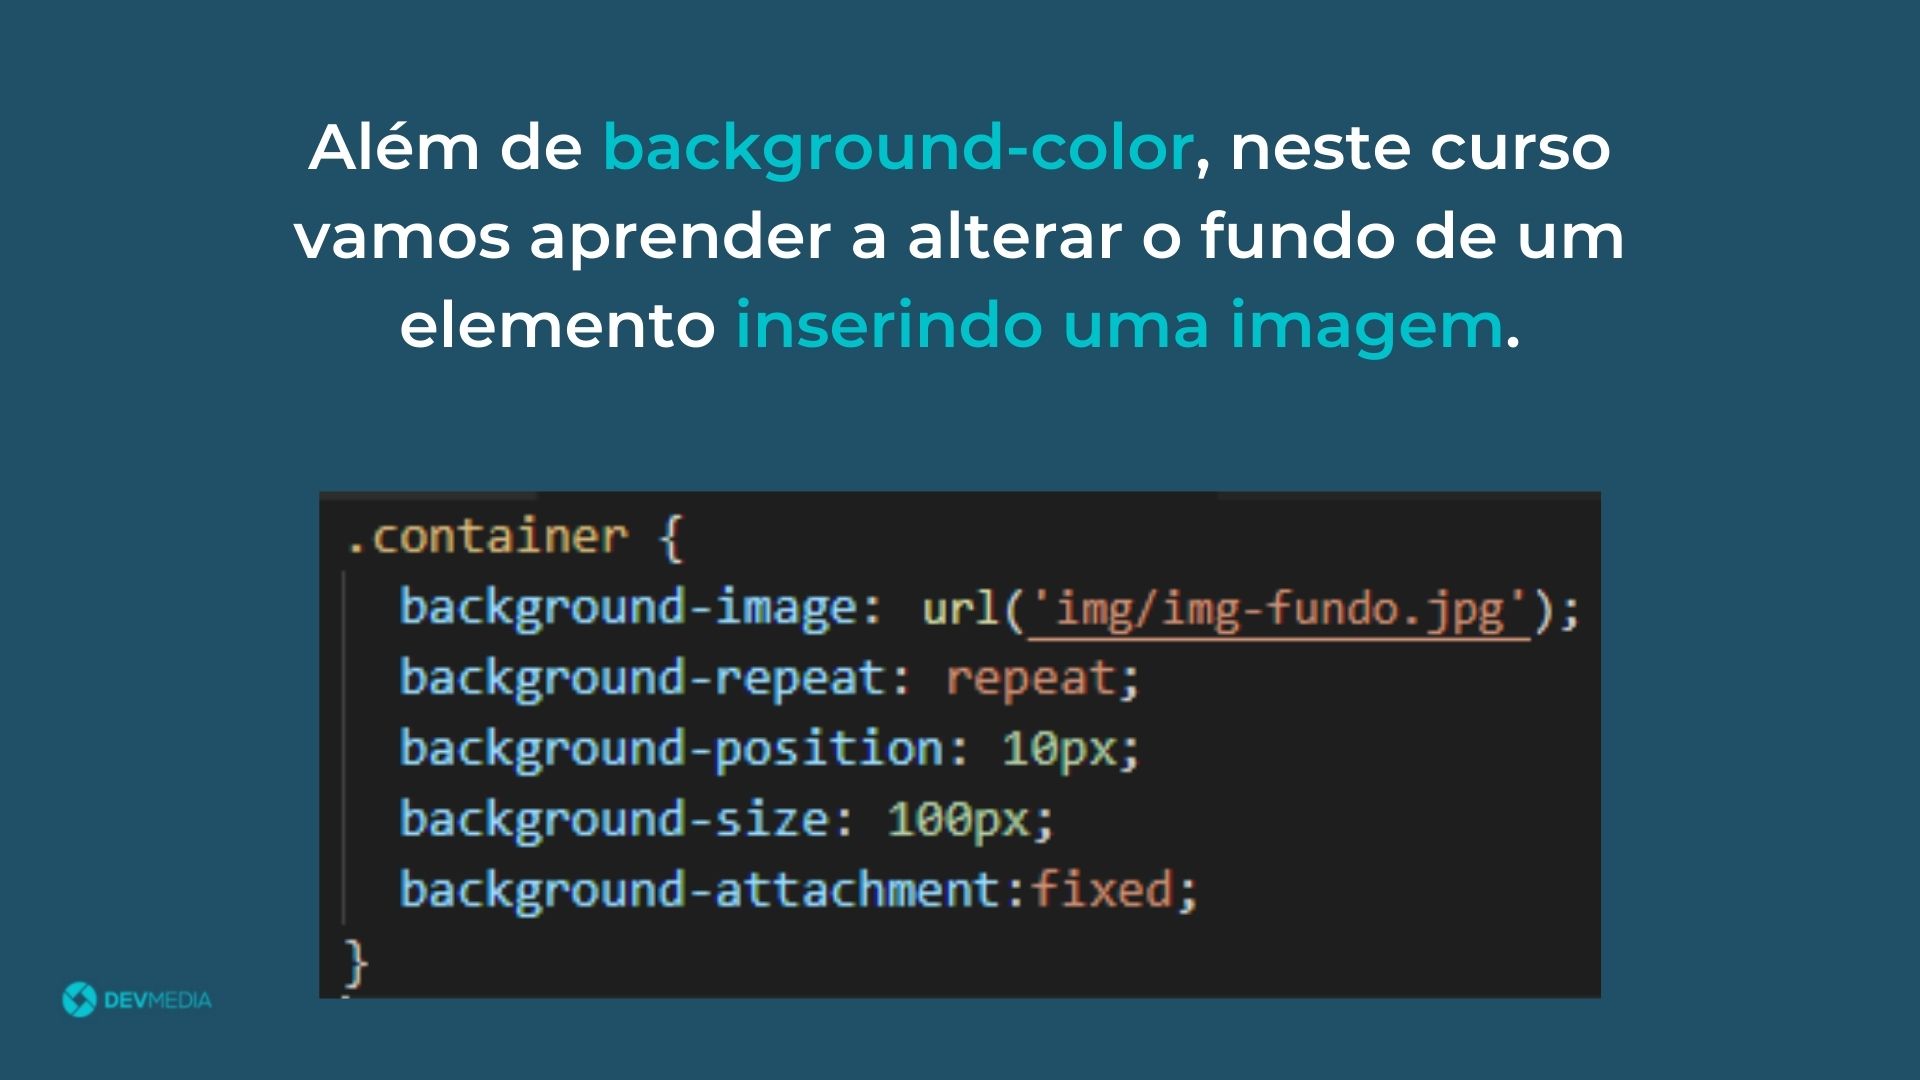 Além de background-color, neste curso
vamos aprender a alterar o fundo de um
elemento inserindo uma imagem.
.container {
background-image: url('img/img-fundo.jpg');
background-repeat: repeat;
background-position: 10px;
background-size: 100px;
background-attachment:fixed;
}
DEVMEDIA